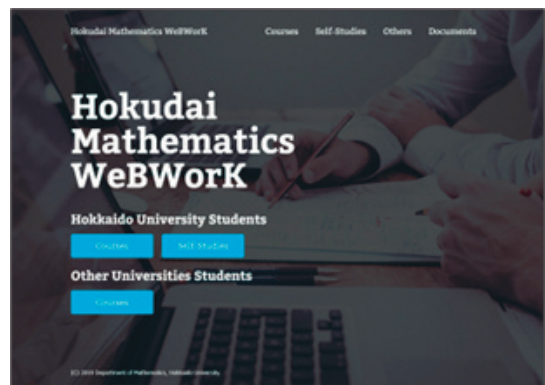 Hokudai Mathematics WeBWorK Courses Self-Studies Others Documents
Hokudai
Mathematics
WeBWorK
Hokkaido University Students
Courses Self-Studies
Other Universities Students
Courses
Department of Mathematics, Hokkaido University